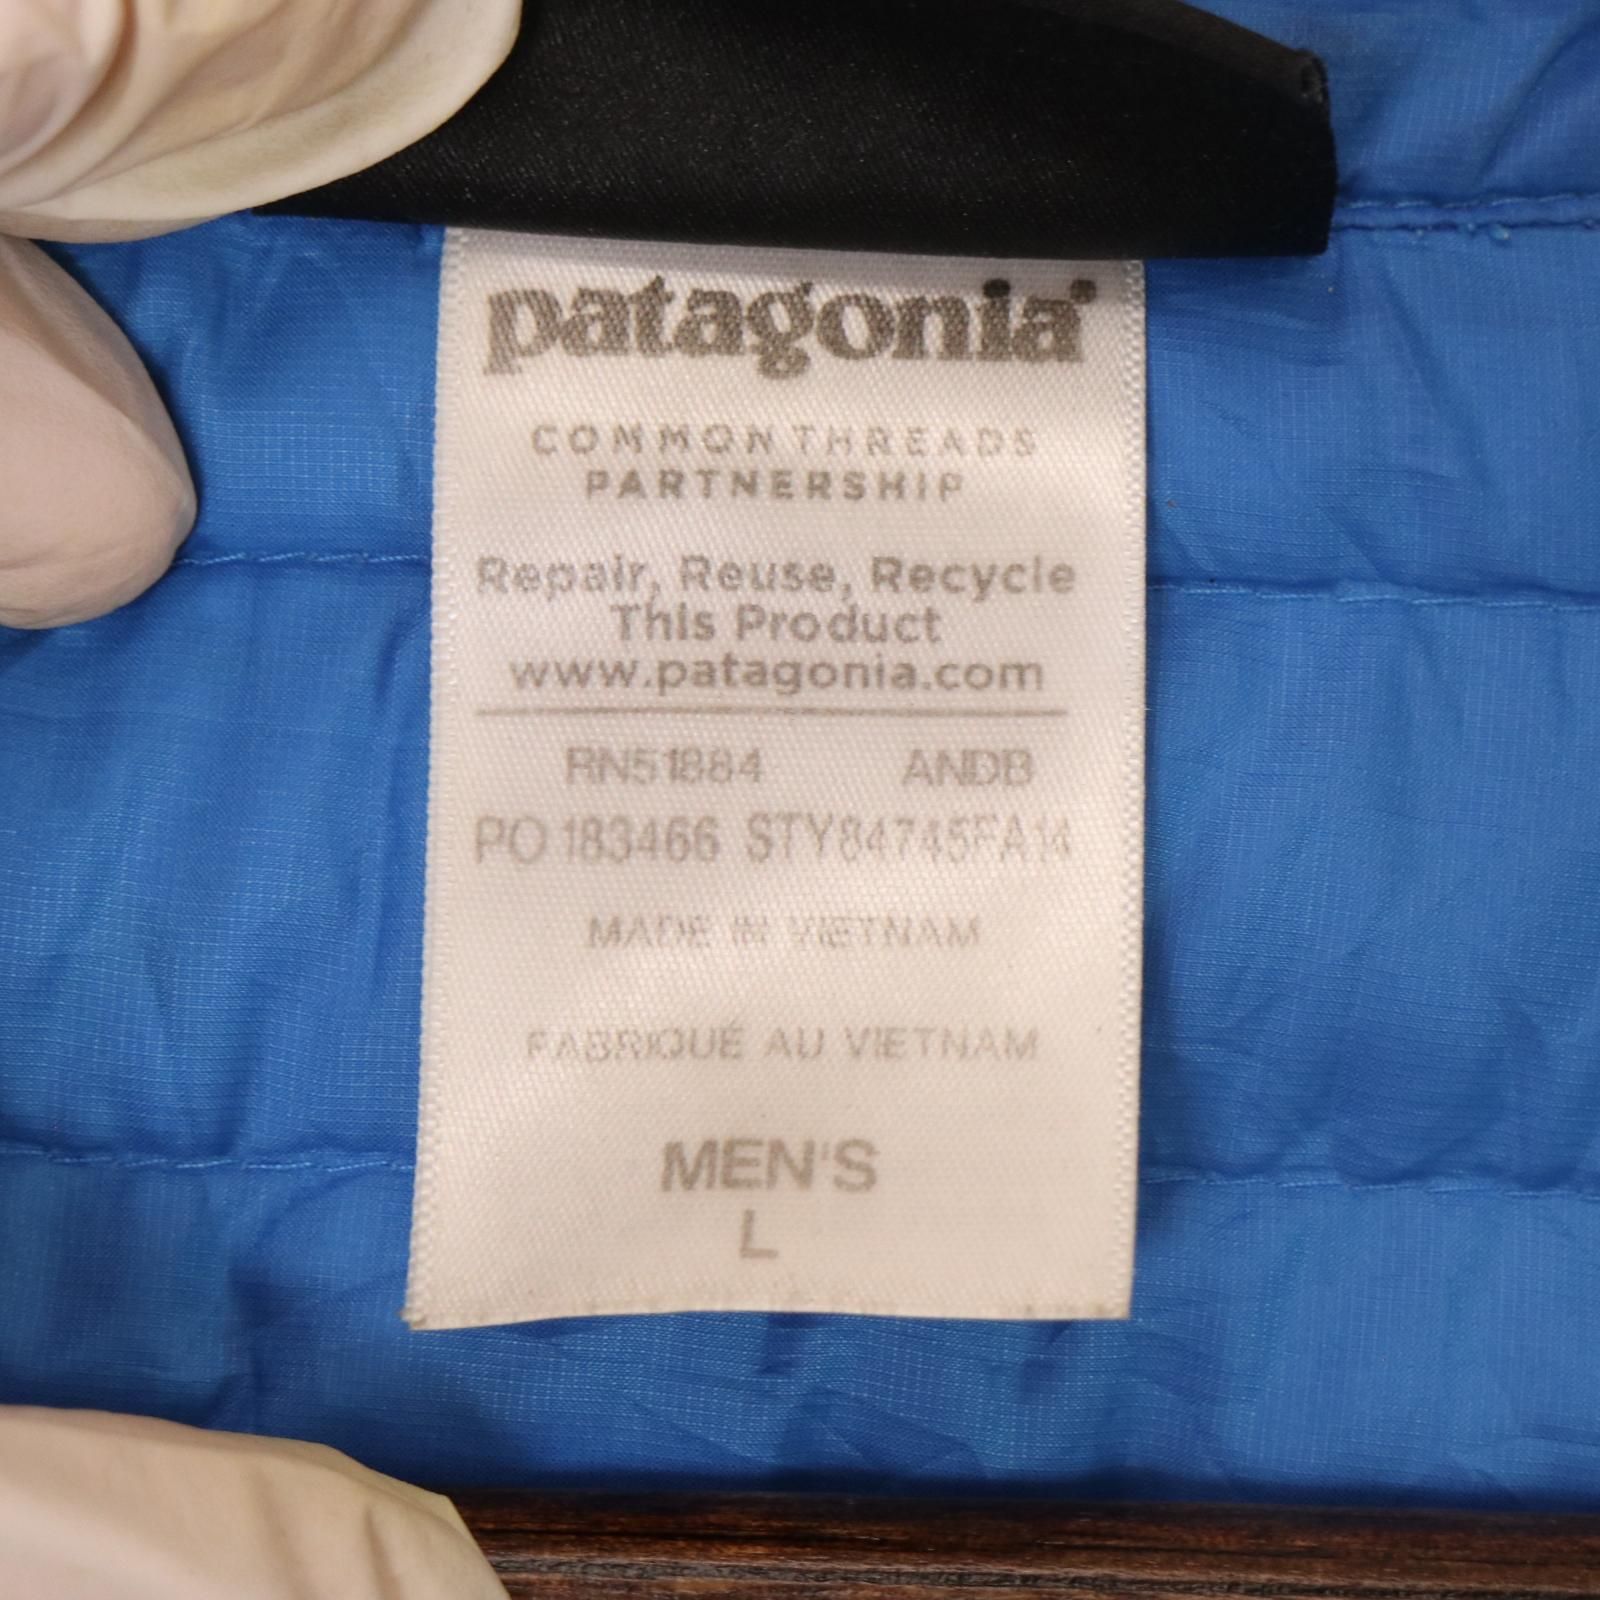 patagonia®
COMMON THREADS
PARTNERSHIP
Repair, Reuse, Recycle
This Product
www.patagonia.com
RN51884 ANDB
PO 183466 STY84745FA14
MADE IN VIETNAM
FABRIQUÉ AU VIETNAM
MEN'S
L